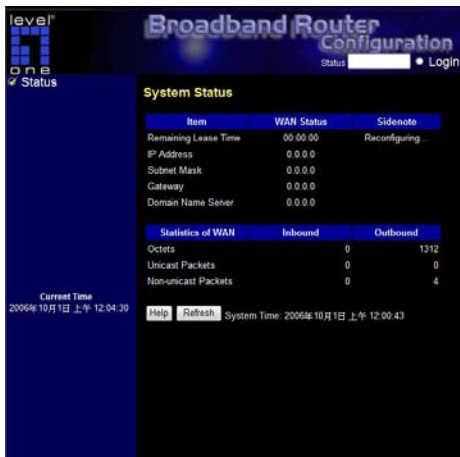 level
one
Broadband Router
Configuration
Status
Login
Status
System Status
Item WAN Status Sidenote
Remaining Lease Time 00:00:00 Reconfiguring...
IP Address 0.0.0.0
Subnet Mask 0.0.0.0
Gateway 0.0.0.0
Domain Name Server 0.0.0.0
Statistics of WAN Inbound Outbound
Octets 0 1312
Unicast Packets 0 0
Non-unicast Packets 0 4
Current Time
2006年10月1日 上午 12:04:30
Help Refresh System Time: 2006年10月1日 上午 12:00:43